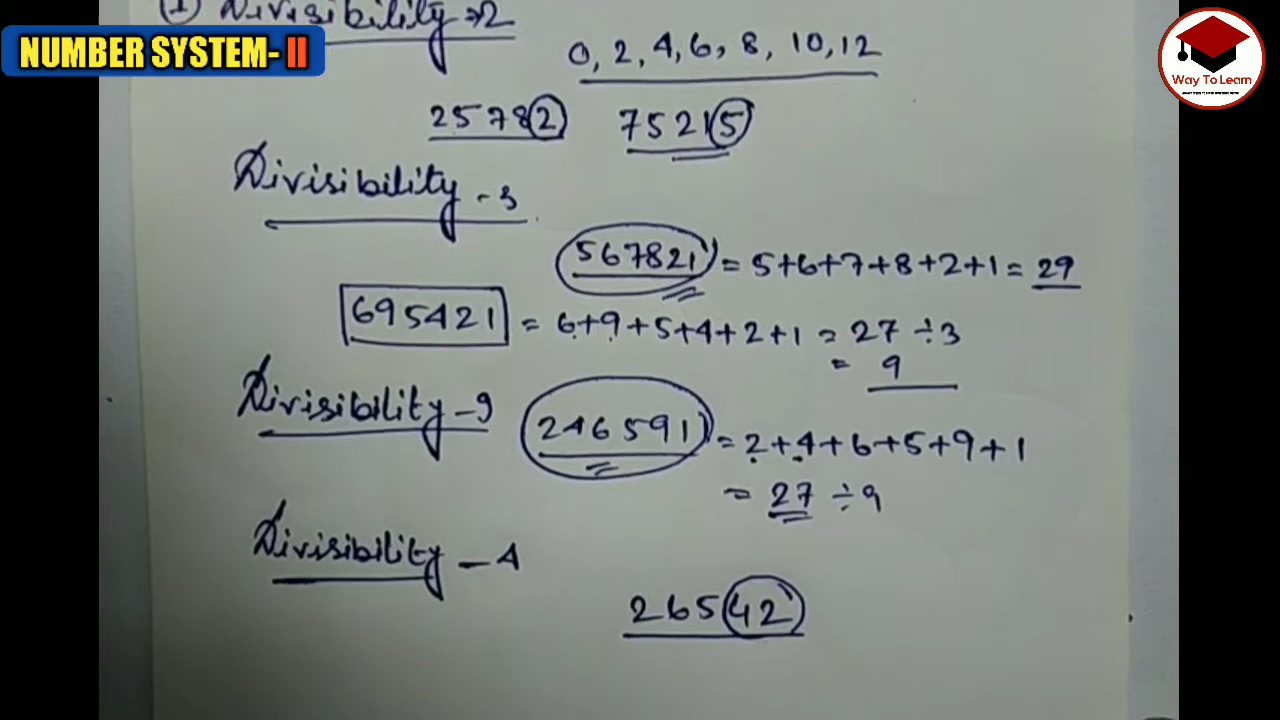 ① Divisibility → 2
NUMBER SYSTEM-II
0, 2, 4, 6, 8, 10, 12
Way To Learn
25782 75215
Divisibility - 3
567821 = 5+6+7+8+2+1 = 29
695421 = 6+9+5+4+2+1 = 27 ÷3
= 9
Divisibility - 9
246591 = 2+4+6+5+9+1
= 27 ÷9
Divisibility - 4
26542